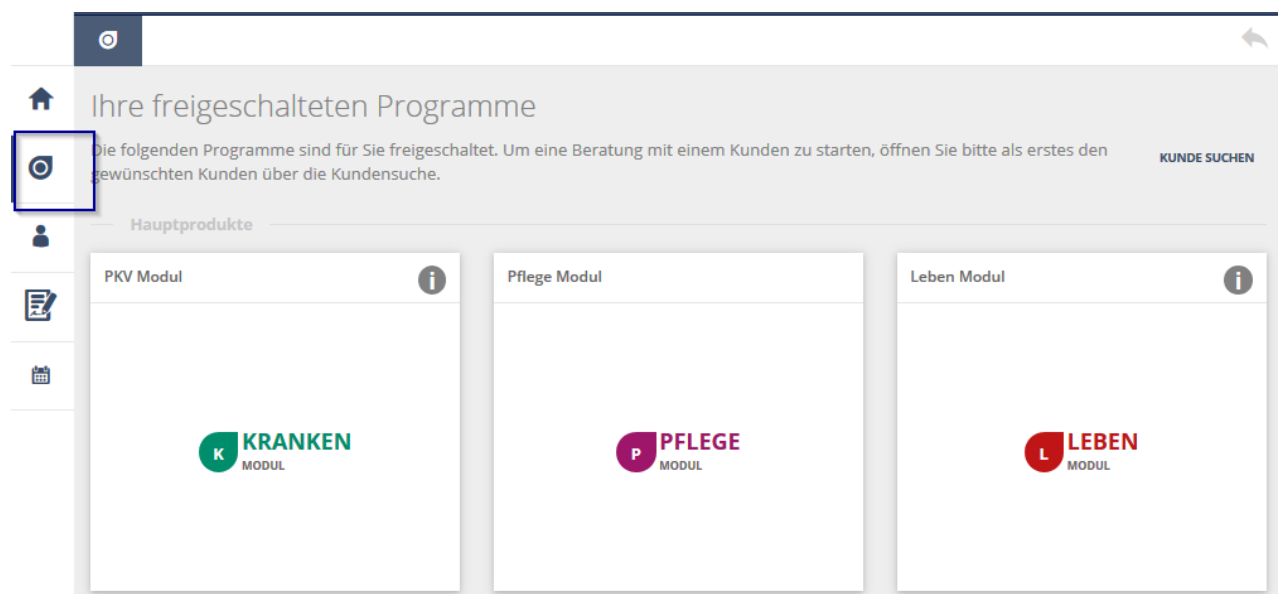 Ihre freigeschalteten Programme
Die folgenden Programme sind für Sie freigeschaltet. Um eine Beratung mit einem Kunden zu starten, öffnen Sie bitte als erstes den
gewünschten Kunden über die Kundensuche.
KUNDE SUCHEN
Hauptprodukte
PKV Modul
i
K
KRANKEN
MODUL
Pflege Modul
P
PFLEGE
MODUL
Leben Modul
i
L
LEBEN
MODUL